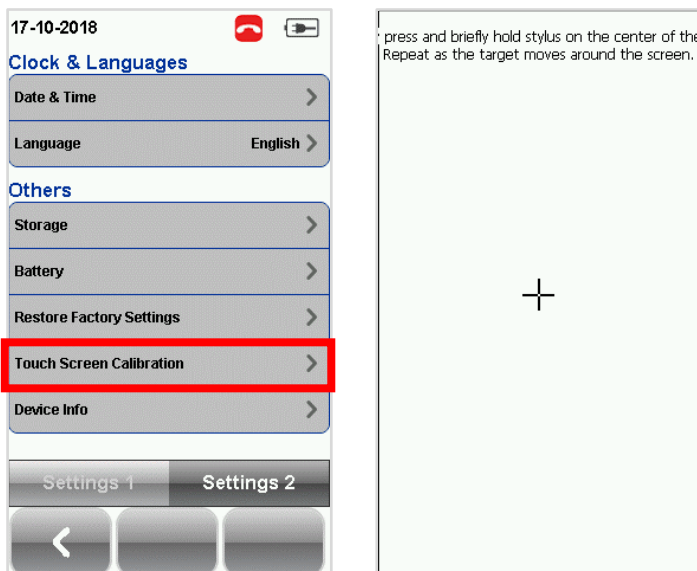 17-10-2018
Clock & Languages
Date & Time
Language English
Others
Storage
Battery
Restore Factory Settings
Touch Screen Calibration
Device Info
Settings 1 Settings 2
press and briefly hold stylus on the center of the
Repeat as the target moves around the screen.